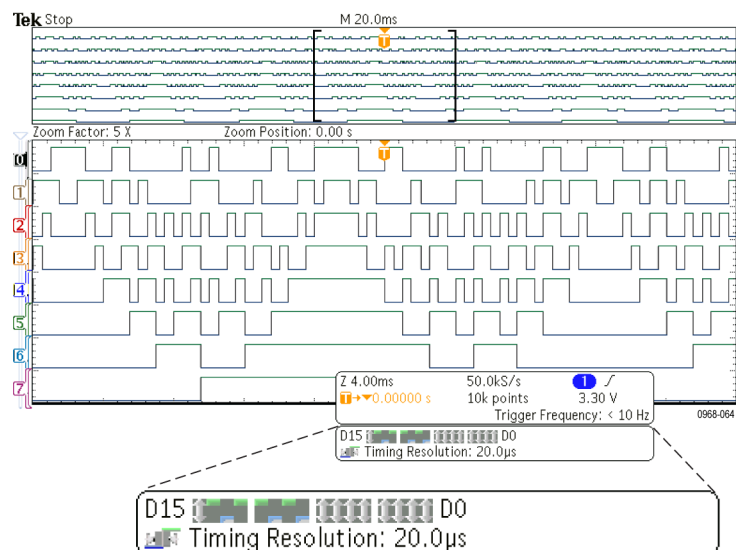 Tek Stop M 20.0ms
T
Zoom Factor: 5 X Zoom Position: 0.00 s
0
T
1
2
3
4
5
6
7
Z 4.00ms 50.0kS/s 1
T→▼0.00000 s 10k points 3.30 V
Trigger Frequency: < 10 Hz
0968-064
D15 D0
Timing Resolution: 20.0µs
D15 D0
Timing Resolution: 20.0µs